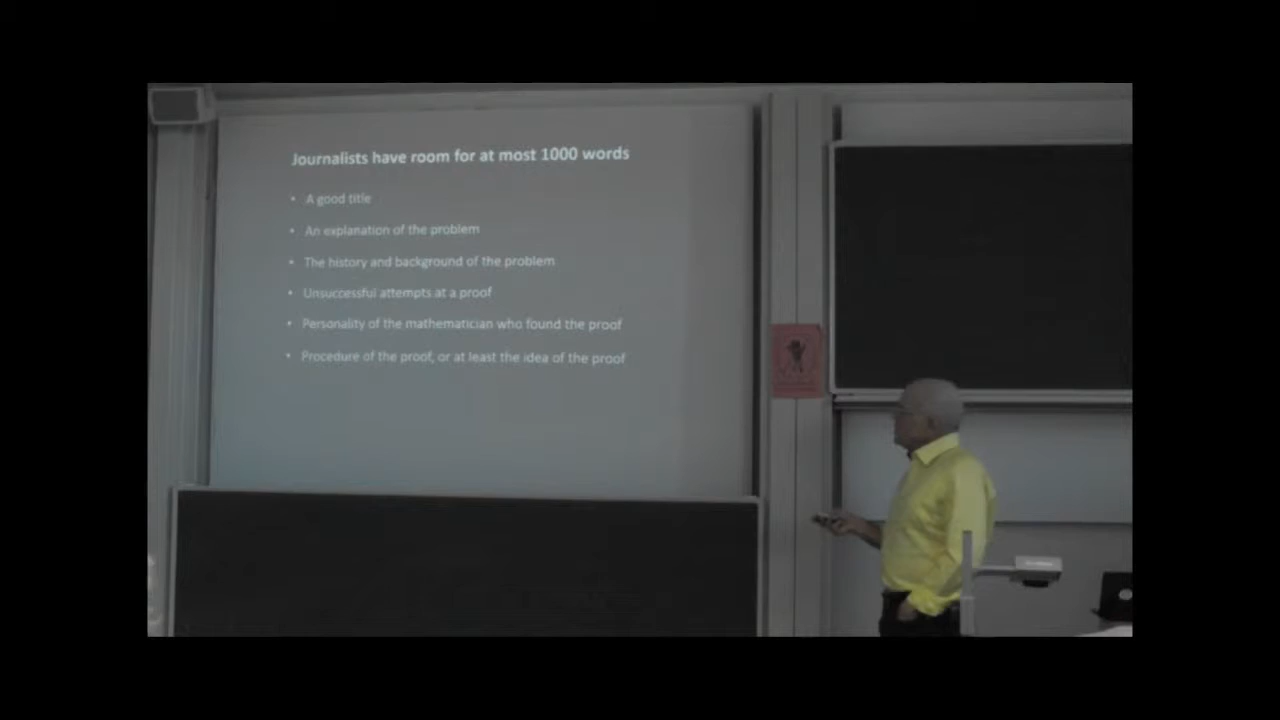 Journalists have room for at most 1000 words
• A good title
• An explanation of the problem
• The history and background of the problem
• Unsuccessful attempts at a proof
• Personality of the mathematician who found the proof
• Procedure of the proof, or at least the idea of the proof